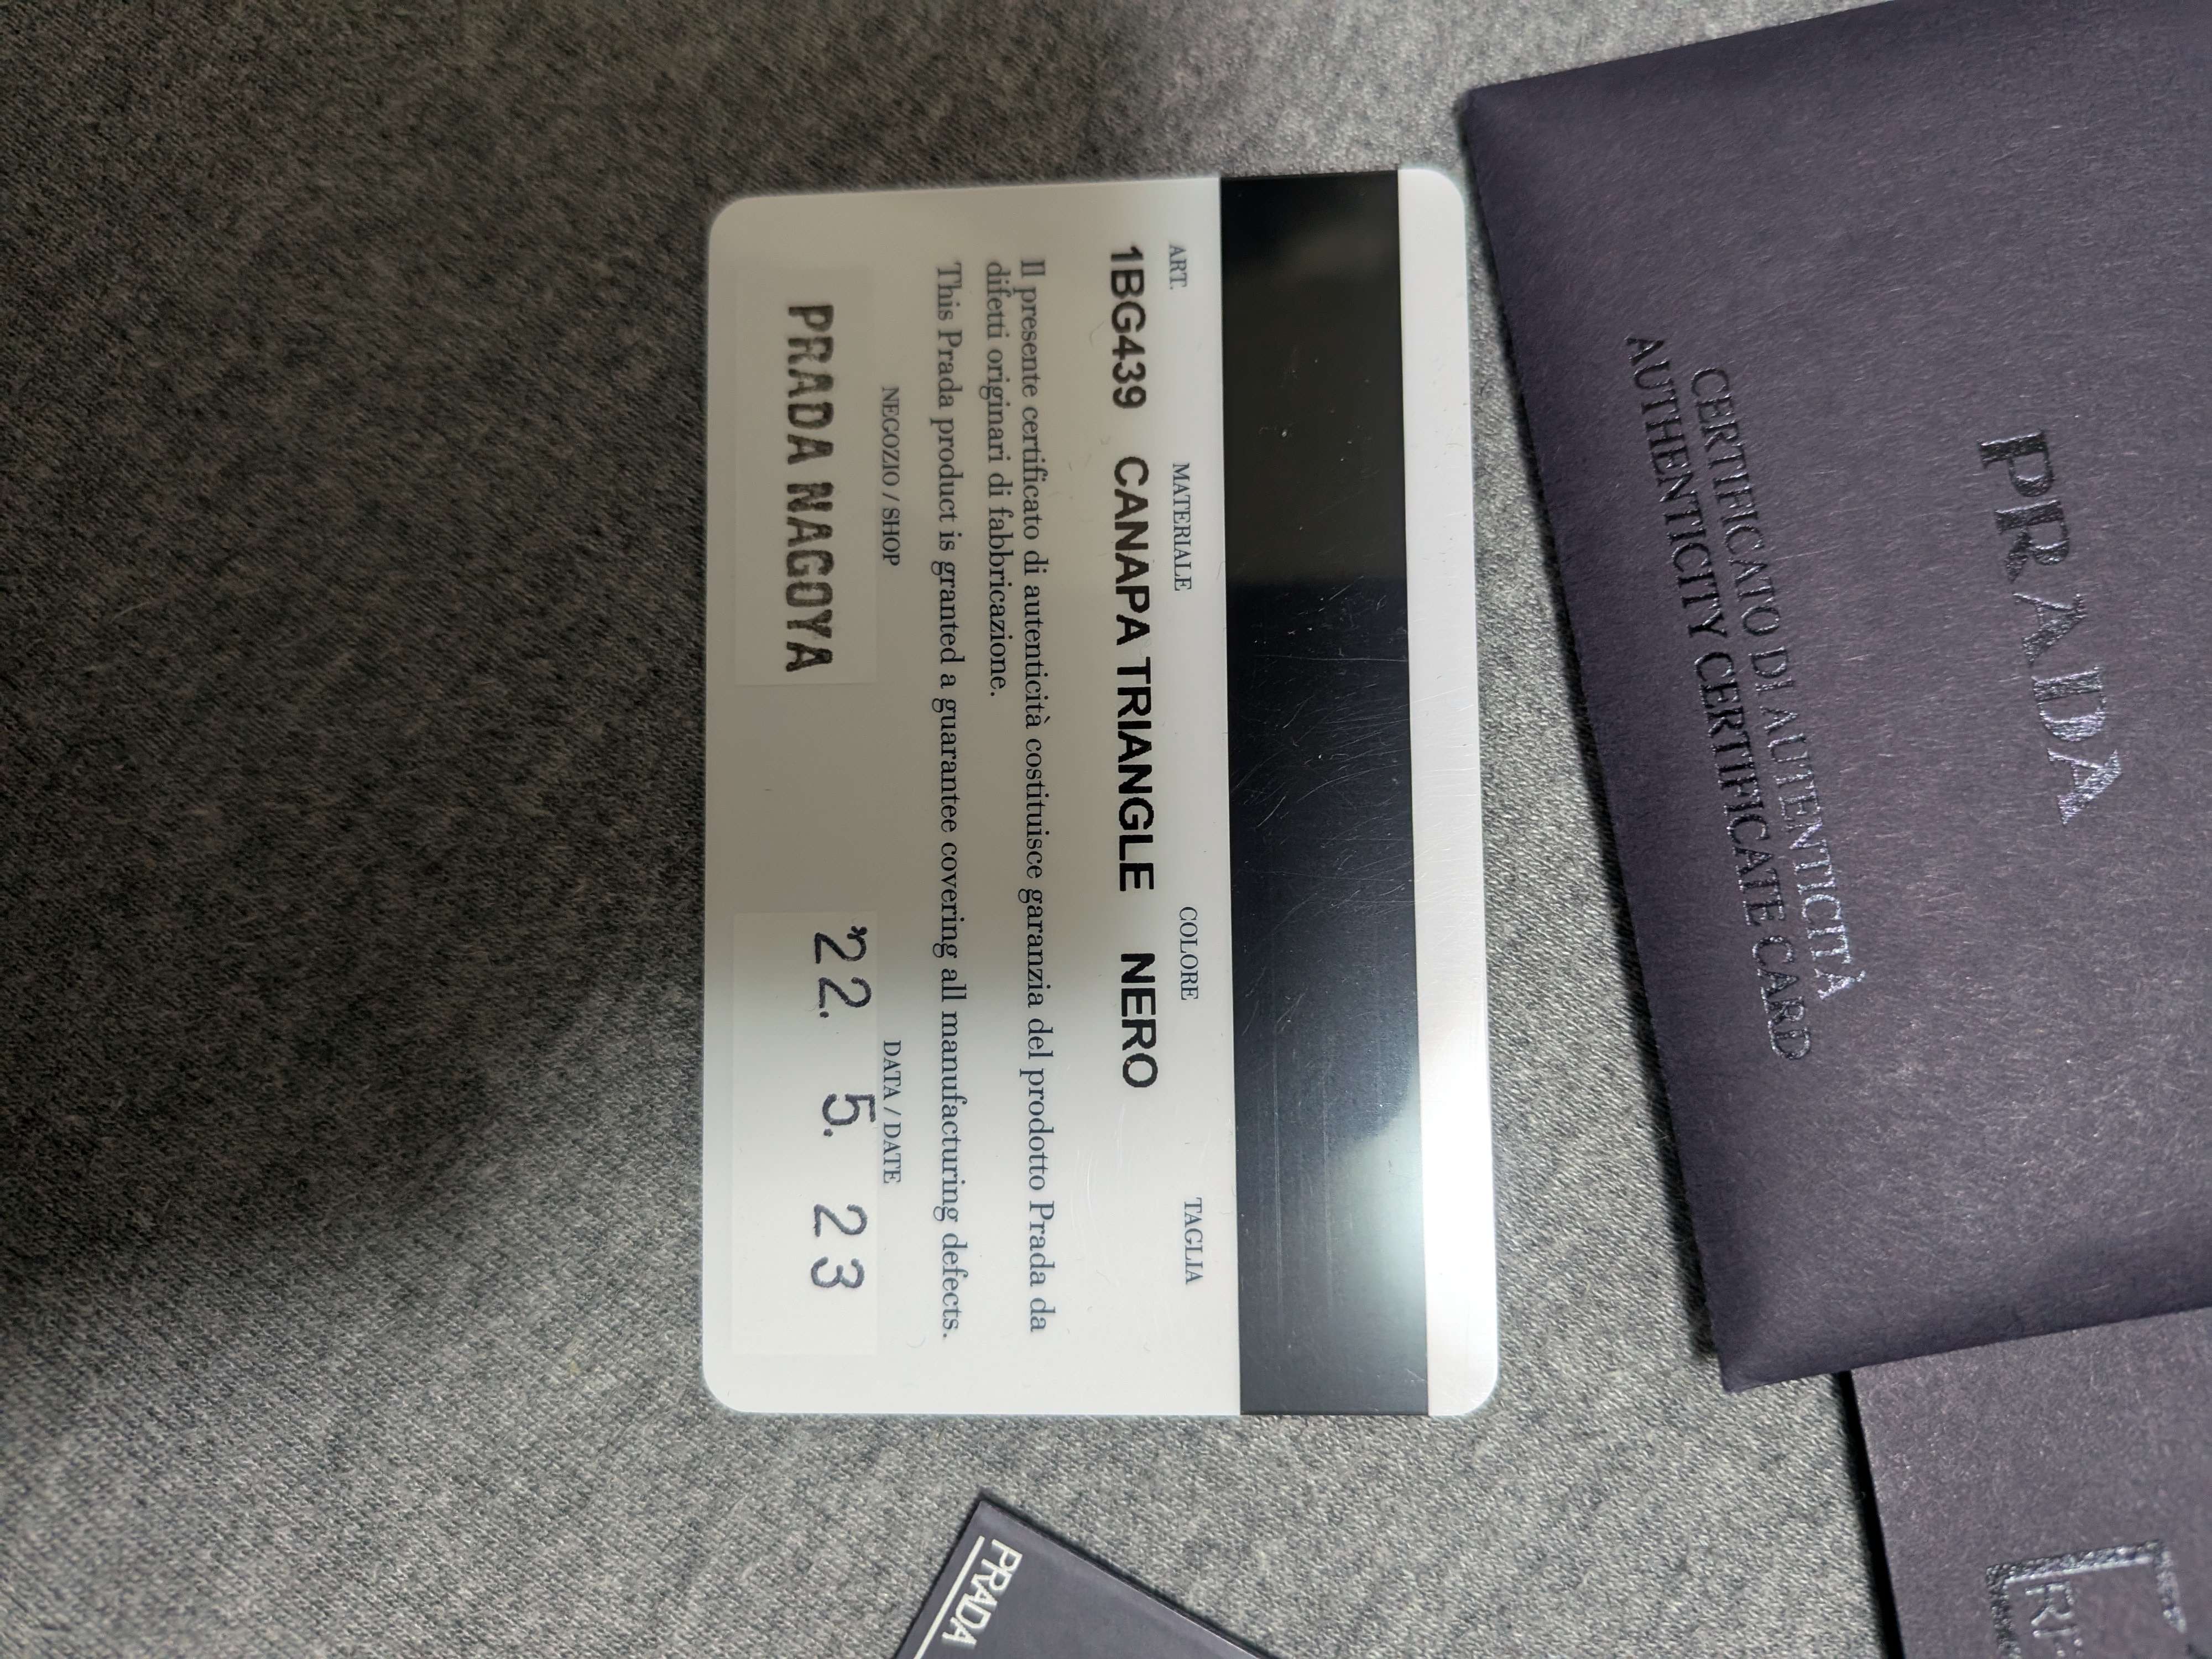 ART. MATERIALE COLORE TAGLIA
1BG439 CANAPA TRIANGLE NERO
Il presente certificato di autenticità costituisce garanzia del prodotto Prada da
difetti originari di fabbricazione.
This Prada product is granted a guarantee covering all manufacturing defects.
NEGOZIO / SHOP DATA / DATE
PRADA NAGOYA '22. 5. 23
PRADA
CERTIFICATO DI AUTENTICITÀ
AUTHENTICITY CERTIFICATE CARD
PRADA